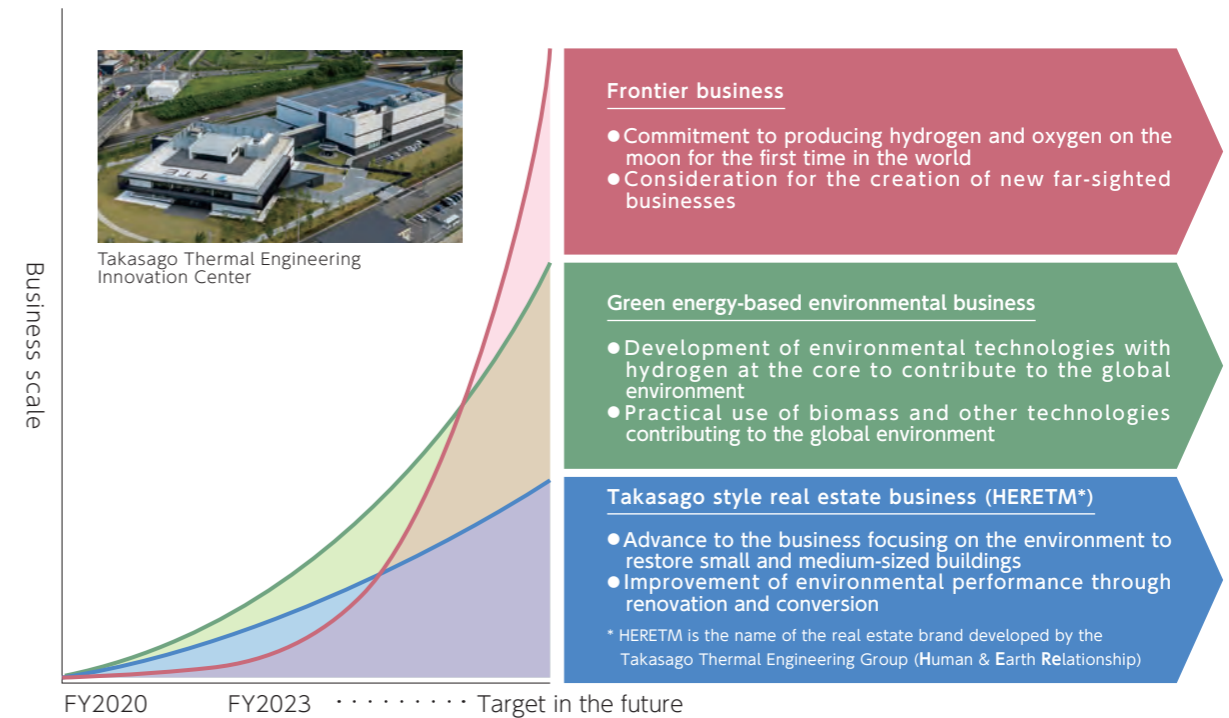 Business scale
Takasago Thermal Engineering
Innovation Center
Frontier business
●Commitment to producing hydrogen and oxygen on the
moon for the first time in the world
●Consideration for the creation of new far-sighted
businesses
Green energy-based environmental business
●Development of environmental technologies with
hydrogen at the core to contribute to the global
environment
●Practical use of biomass and other technologies
contributing to the global environment
Takasago style real estate business (HERETM*)
●Advance to the business focusing on the environment to
restore small and medium-sized buildings
●Improvement of environmental performance through
renovation and conversion
* HERETM is the name of the real estate brand developed by the
Takasago Thermal Engineering Group (Human & Earth Relationship)
FY2020 FY2023 ········· Target in the future